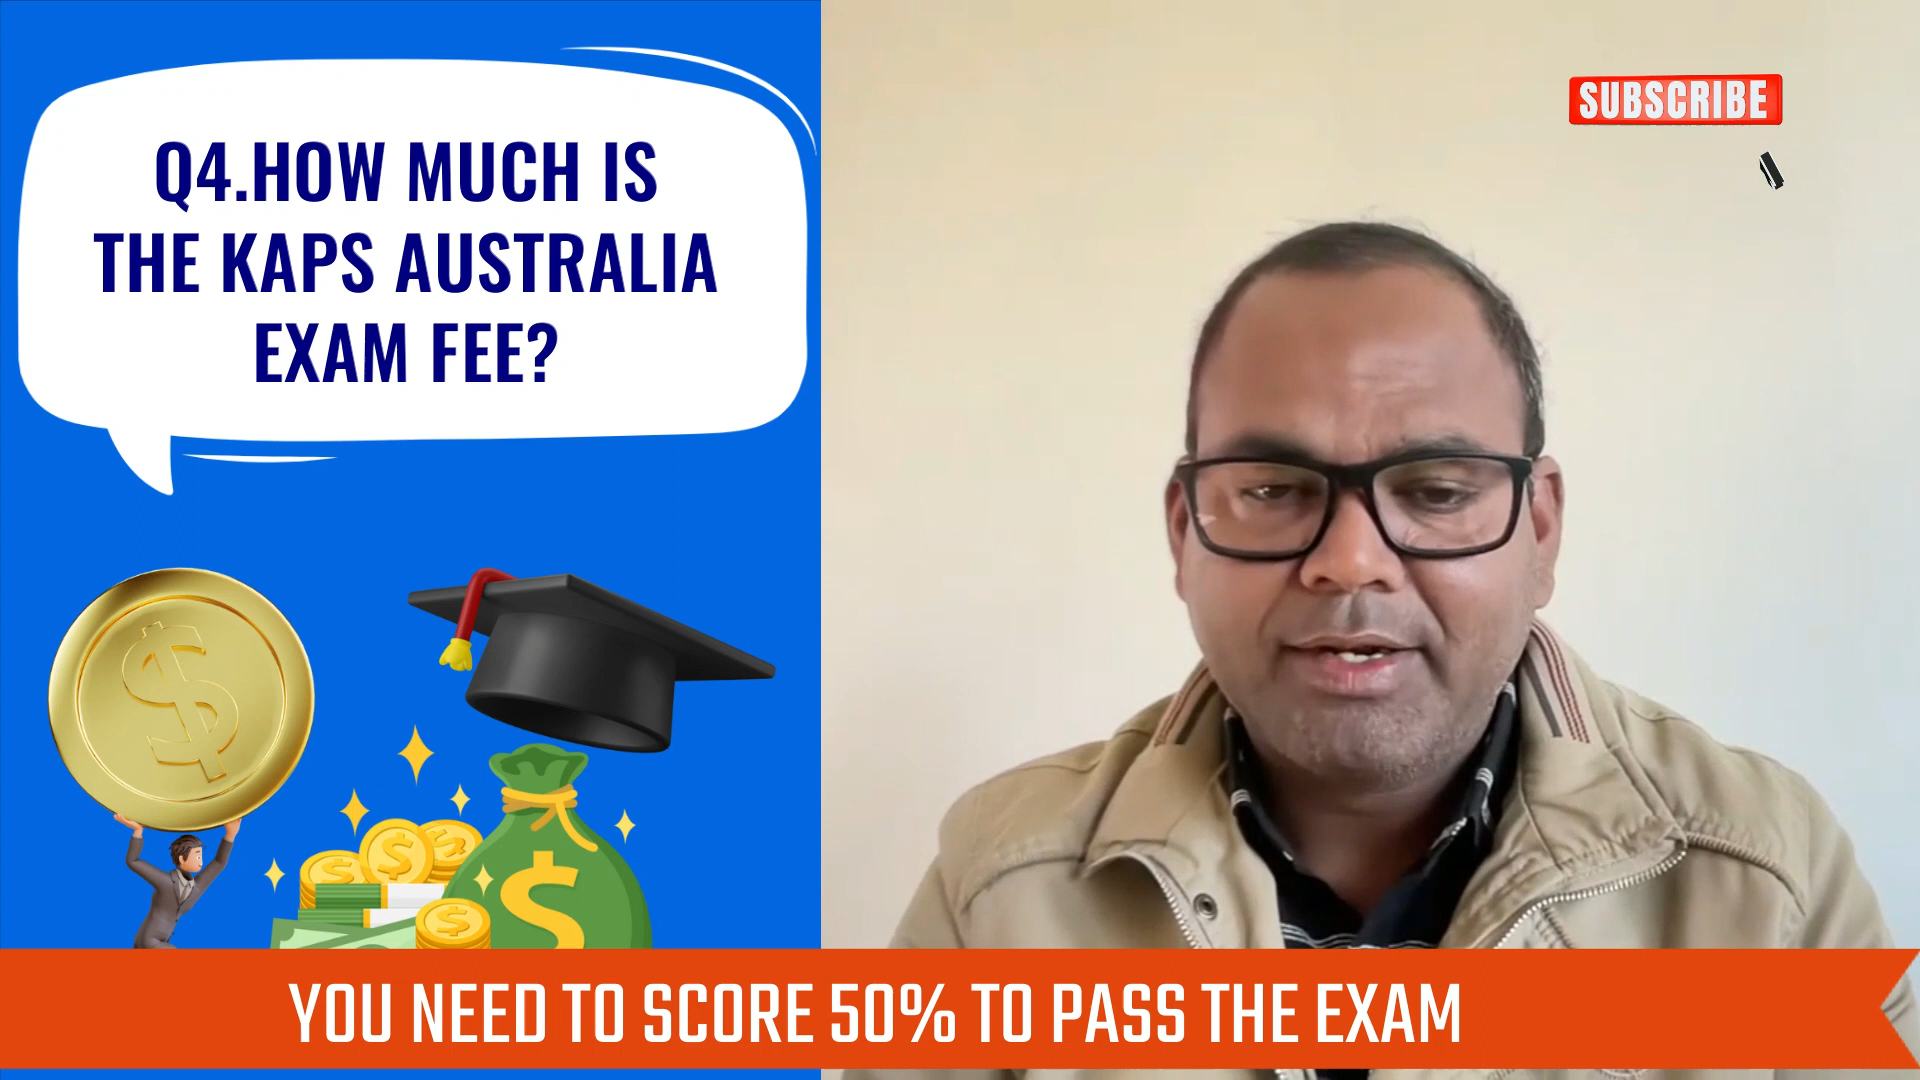 Q4.HOW MUCH IS
THE KAPS AUSTRALIA
EXAM FEE?
SUBSCRIBE
YOU NEED TO SCORE 50% TO PASS THE EXAM